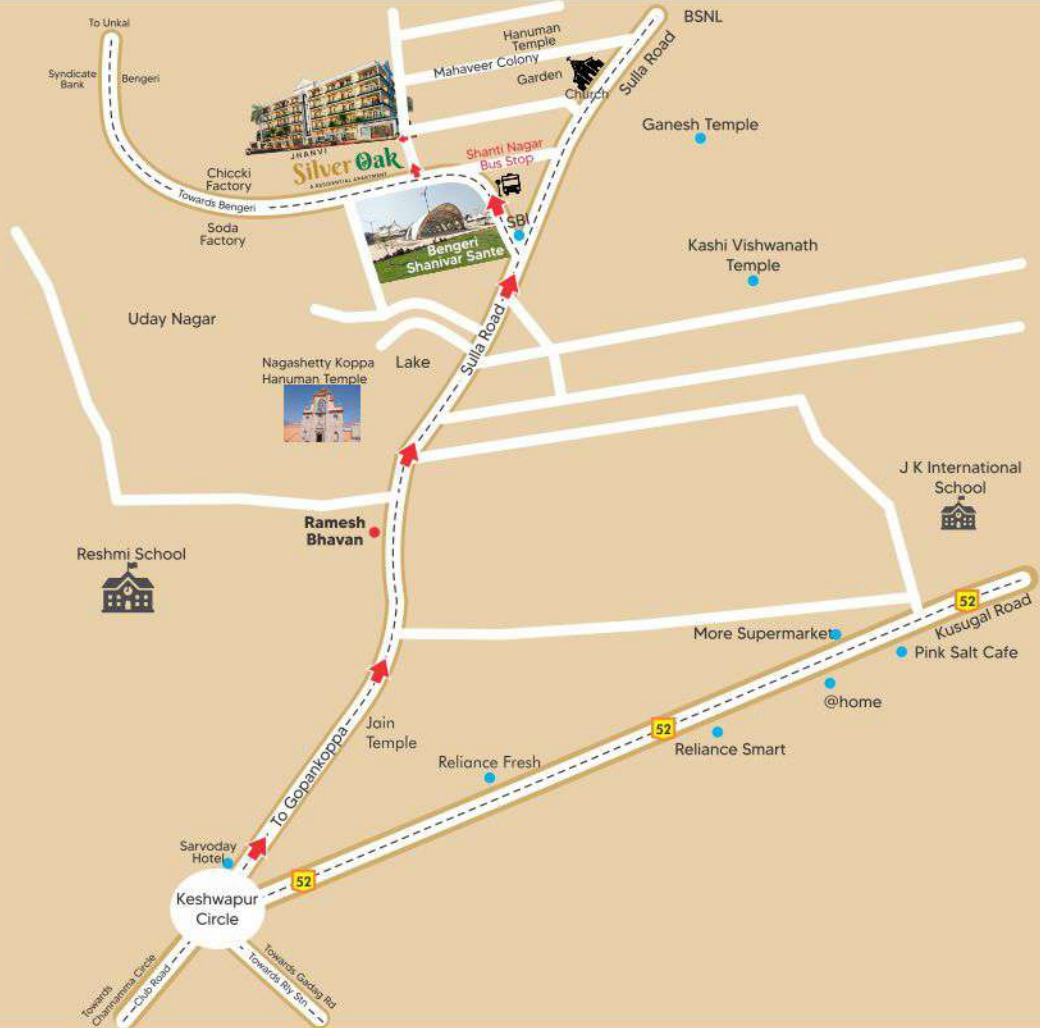 To Unkal
BSNL
Hanuman
Temple
Mahaveer Colony
Garden
Church
Sulla Road
Syndicate
Bank
Bengeri
Ganesh Temple
JHANVI
Silver Oak
A RESIDENTIAL APARTMENT
Shanti Nagar
Bus Stop
Chiccki
Factory
Towards Bengeri
Soda
Factory
SBI
Bengeri
Shanivar Sante
Kashi Vishwanath
Temple
Uday Nagar
Sulla Road
Lake
Nagashetty Koppa
Hanuman Temple
J K International
School
Ramesh
Bhavan
Reshmi School
52
Kusugal Road
More Supermarket
Pink Salt Cafe
@home
Jain
Temple
52
Reliance Smart
Reliance Fresh
To Gopankoppa
Sarvoday
Hotel
52
Keshwapur
Circle
Towards
Channamma Circle
Club Road
Towards Gadag Rd
Towards Rly Stn